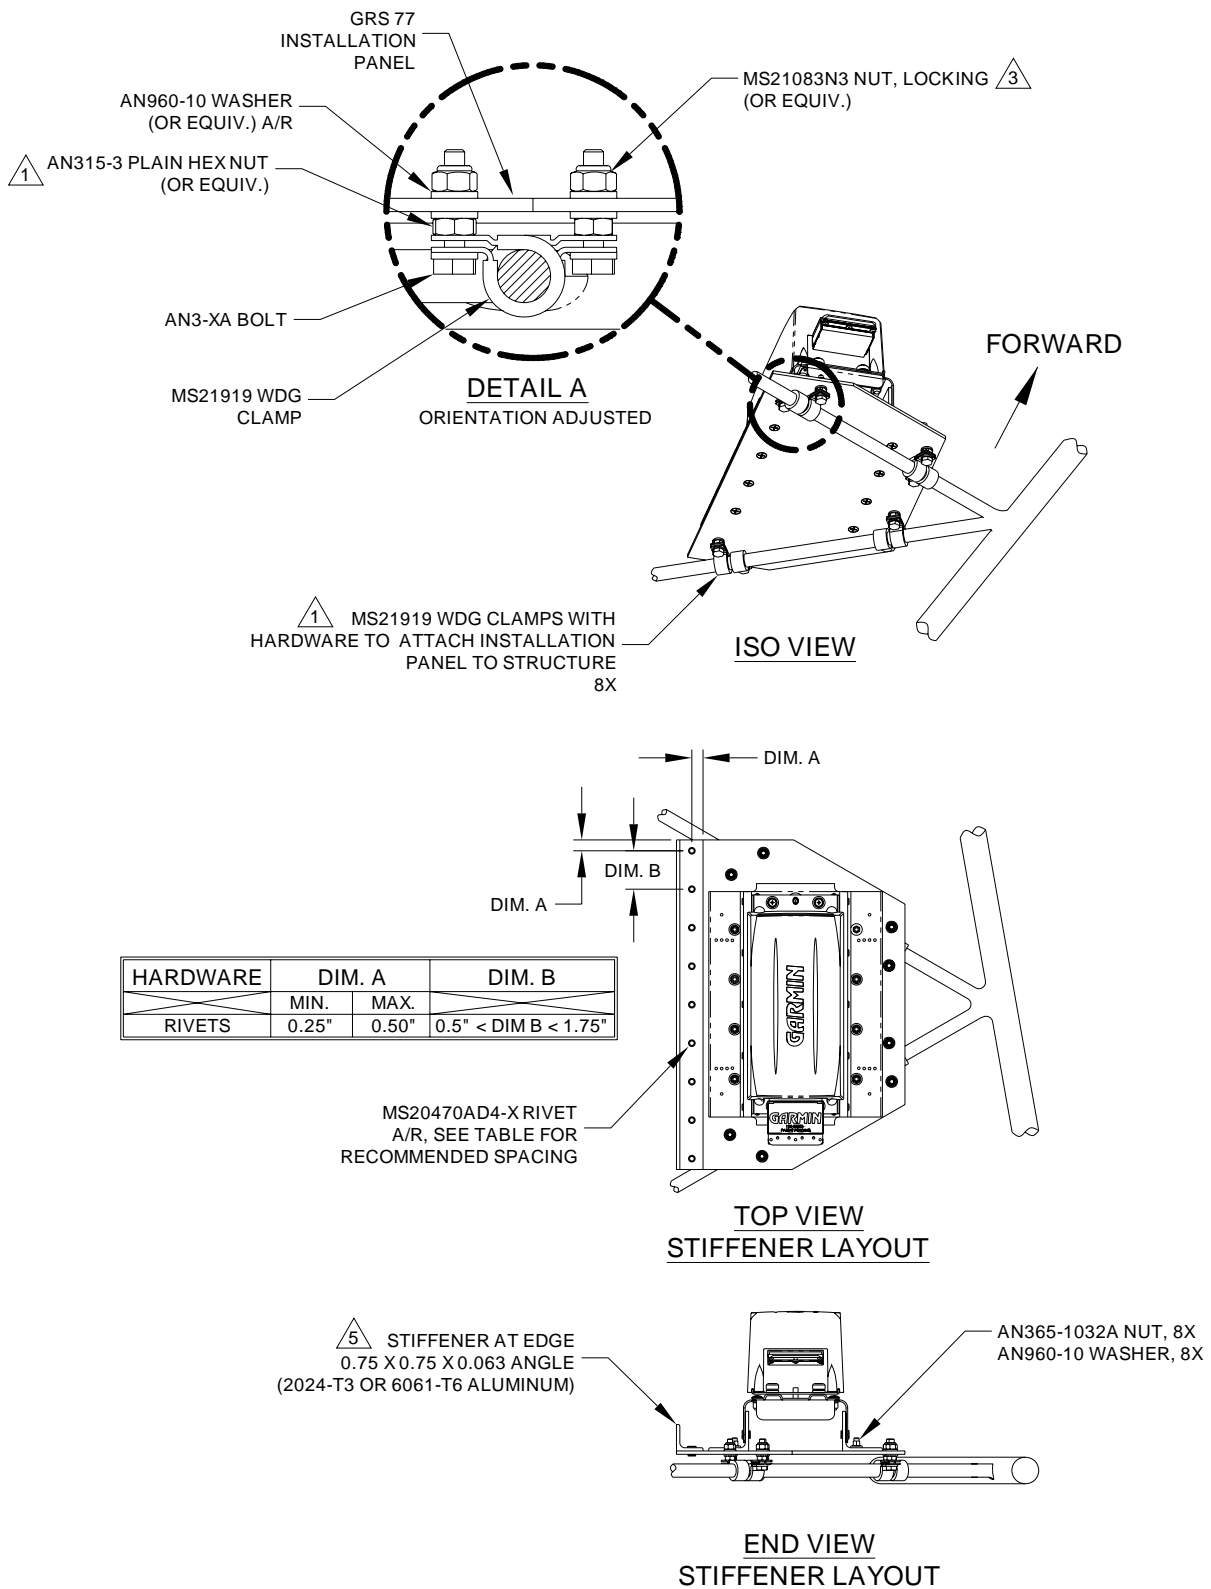 GRS 77
INSTALLATION
PANEL
AN960-10 WASHER
(OR EQUIV.) A/R
1 AN315-3 PLAIN HEX NUT
(OR EQUIV.)
MS21083N3 NUT, LOCKING 3
(OR EQUIV.)
AN3-XA BOLT
MS21919 WDG
CLAMP
DETAIL A
ORIENTATION ADJUSTED
FORWARD
1 MS21919 WDG CLAMPS WITH
HARDWARE TO ATTACH INSTALLATION
PANEL TO STRUCTURE
8X
ISO VIEW
DIM. A
DIM. B
DIM. A
HARDWARE DIM. A DIM. B
MIN. MAX.
RIVETS 0.25" 0.50" 0.5" < DIM B < 1.75"
GARMIN
GARMIN
MS20470AD4-X RIVET
A/R, SEE TABLE FOR
RECOMMENDED SPACING
TOP VIEW
STIFFENER LAYOUT
5 STIFFENER AT EDGE
0.75 X 0.75 X 0.063 ANGLE
(2024-T3 OR 6061-T6 ALUMINUM)
AN365-1032A NUT, 8X
AN960-10 WASHER, 8X
END VIEW
STIFFENER LAYOUT